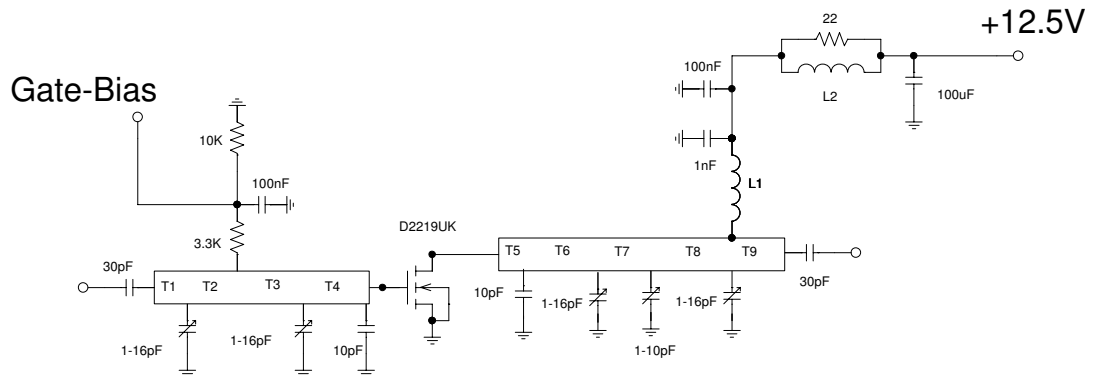 22
+12.5V
100nF
L2
100uF
Gate-Bias
10K
1nF
100nF
L1
D2219UK
3.3K
T5 T6 T7 T8 T9
30pF
30pF
T1 T2 T3 T4
10pF
1-16pF
1-16pF
1-16pF
1-16pF
10pF
1-10pF